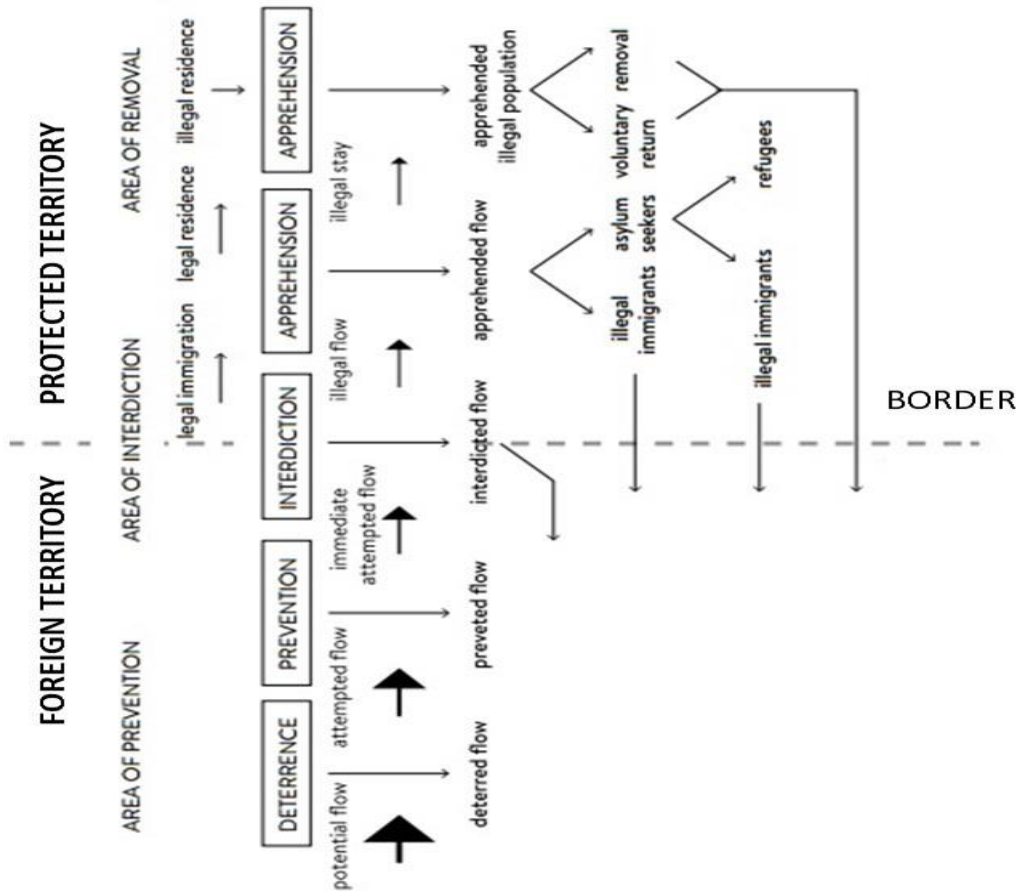 FOREIGN TERRITORY
PROTECTED TERRITORY
AREA OF PREVENTION
AREA OF INTERDICTION
AREA OF REMOVAL
legal immigration
legal residence
illegal residence
DETERRENCE
PREVENTION
INTERDICTION
APPREHENSION
APPREHENSION
potential flow
attempted flow
immediate
attempted flow
illegal flow
illegal stay
deterred flow
preveted flow
interdicted flow
apprehended flow
apprehended
illegal population
illegal
immigrants
asylum
seekers
voluntary
return
removal
illegal immigrants
refugees
BORDER